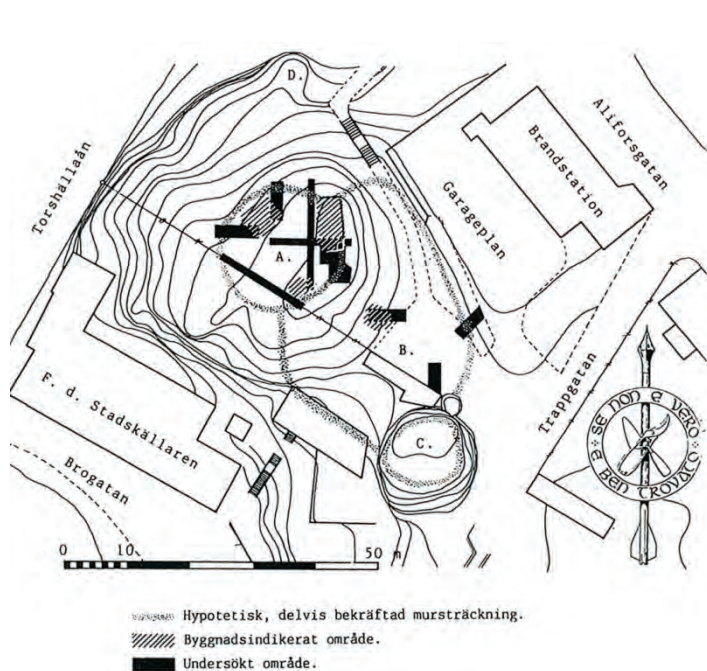 D.
Torshällaån
Aliforsgatan
Brandstation
Garageplan
A.
B.
C.
Trappgatan
F. d. Stadskällaren
Brogatan
SE NON E VERO
E BEN TROVATO
0 10 50 m
Hypotetisk, delvis bekräftad mursträckning.
Byggnadsindikerat område.
Undersökt område.